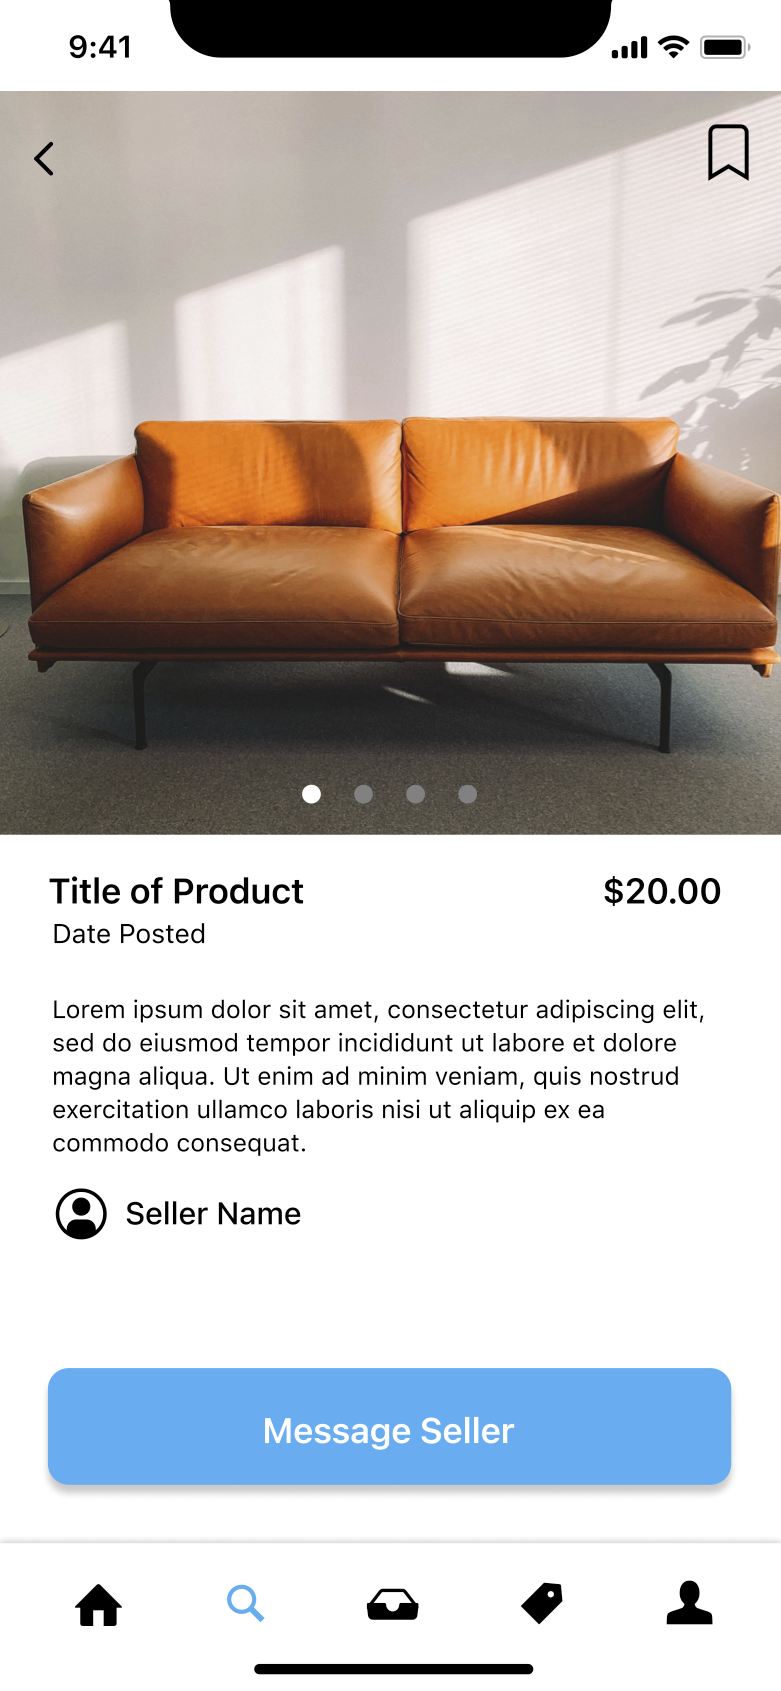 9:41
Title of Product $20.00
Date Posted
Lorem ipsum dolor sit amet, consectetur adipiscing elit,
sed do eiusmod tempor incididunt ut labore et dolore
magna aliqua. Ut enim ad minim veniam, quis nostrud
exercitation ullamco laboris nisi ut aliquip ex ea
commodo consequat.
Seller Name
Message Seller